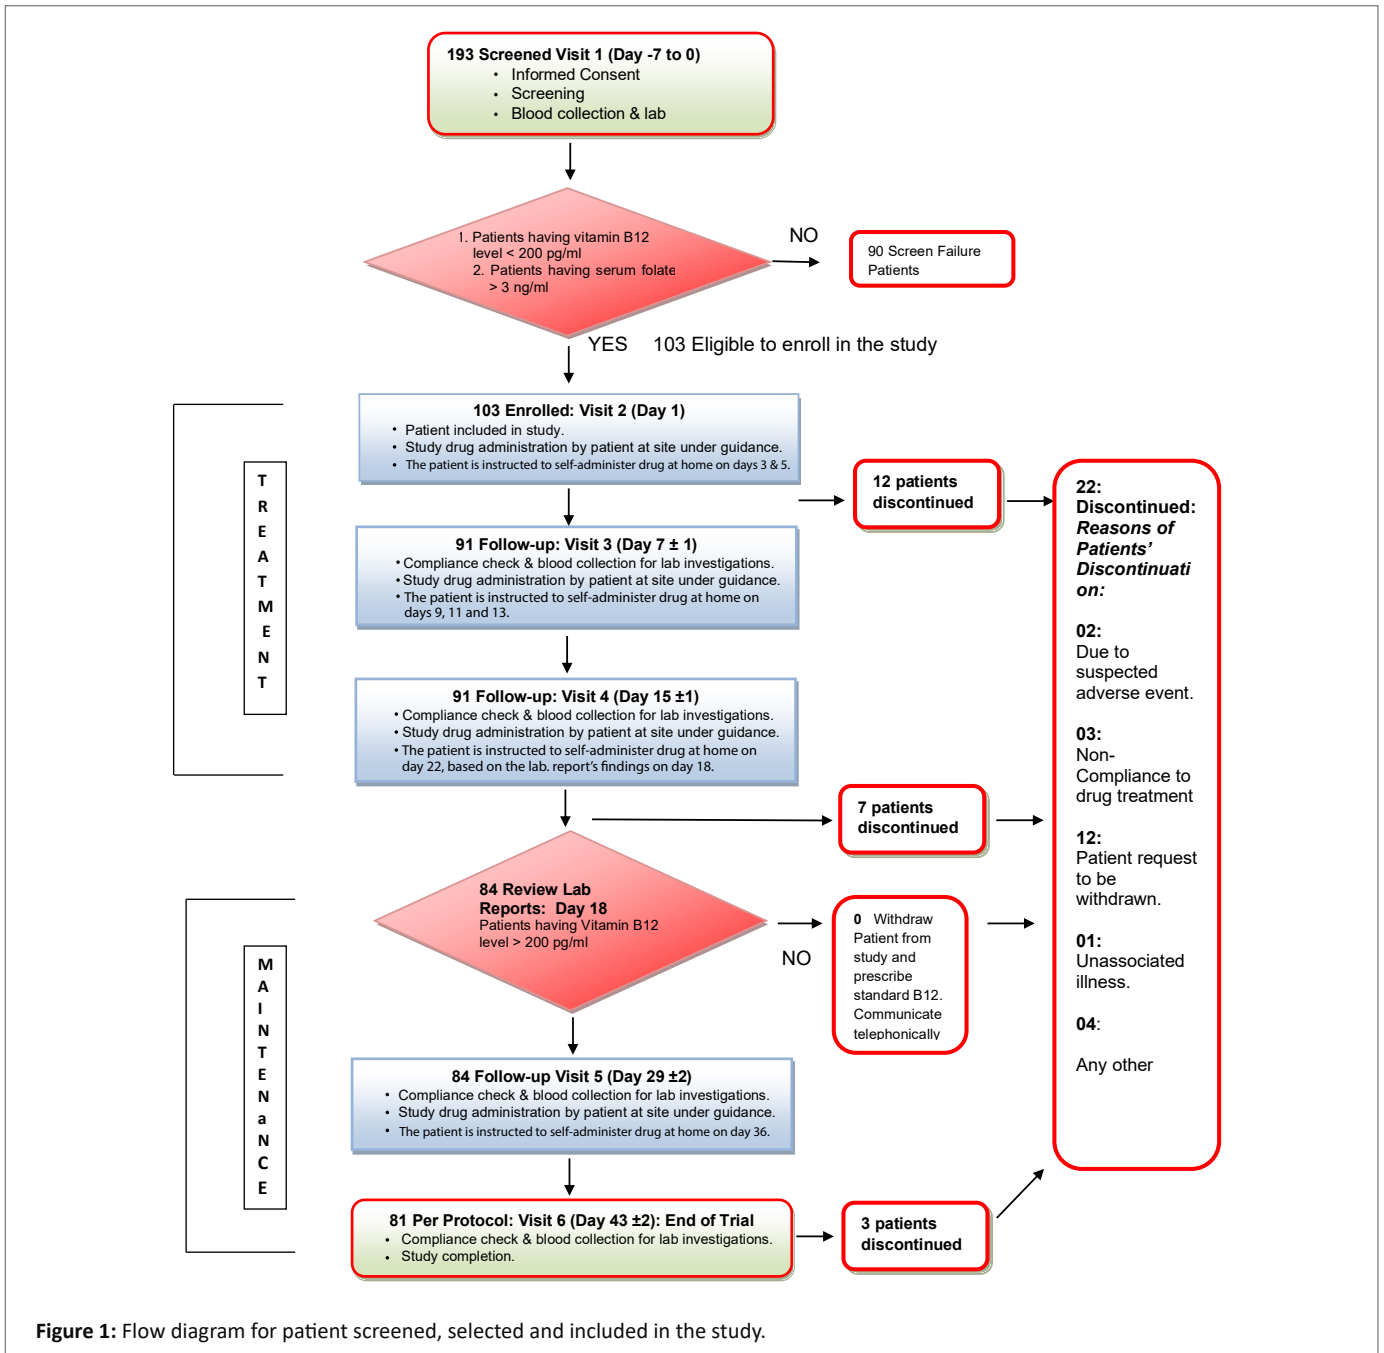 193 Screened Visit 1 (Day -7 to 0)
• Informed Consent
• Screening
• Blood collection & lab
1. Patients having vitamin B12
level < 200 pg/ml
2. Patients having serum folate
> 3 ng/ml
NO
90 Screen Failure
Patients
YES 103 Eligible to enroll in the study
TREATMENT
103 Enrolled: Visit 2 (Day 1)
• Patient included in study.
• Study drug administration by patient at site under guidance.
• The patient is instructed to self-administer drug at home on days 3 & 5.
12 patients
discontinued
91 Follow-up: Visit 3 (Day 7 ± 1)
• Compliance check & blood collection for lab investigations.
• Study drug administration by patient at site under guidance.
• The patient is instructed to self-administer drug at home on
days 9, 11 and 13.
91 Follow-up: Visit 4 (Day 15 ±1)
• Compliance check & blood collection for lab investigations.
• Study drug administration by patient at site under guidance.
• The patient is instructed to self-administer drug at home on
day 22, based on the lab. report's findings on day 18.
7 patients
discontinued
MAINTENaNCE
84 Review Lab
Reports: Day 18
Patients having Vitamin B12
level > 200 pg/ml
NO
0 Withdraw
Patient from
study and
prescribe
standard B12.
Communicate
telephonically
84 Follow-up Visit 5 (Day 29 ±2)
• Compliance check & blood collection for lab investigations.
• Study drug administration by patient at site under guidance.
• The patient is instructed to self-administer drug at home on day 36.
81 Per Protocol: Visit 6 (Day 43 ±2): End of Trial
• Compliance check & blood collection for lab investigations.
• Study completion.
3 patients
discontinued
22:
Discontinued:
Reasons of
Patients'
Discontinuati
on:
02:
Due to
suspected
adverse event.
03:
Non-
Compliance to
drug treatment
12:
Patient request
to be
withdrawn.
01:
Unassociated
illness.
04:
Any other
Figure 1: Flow diagram for patient screened, selected and included in the study.